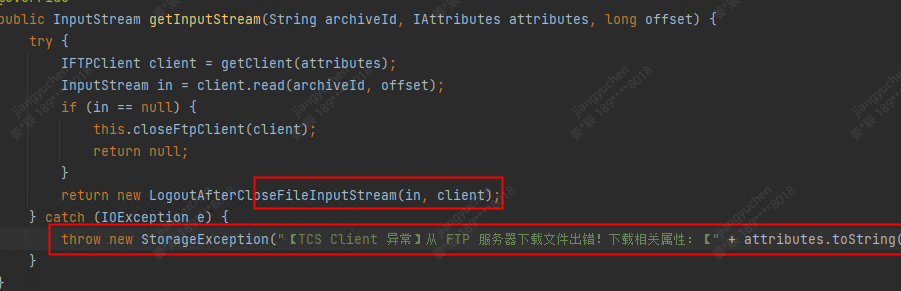 public InputStream getInputStream(String archiveId, IAttributes attributes, long offset) {
try {
IFTPClient client = getClient(attributes);
InputStream in = client.read(archiveId, offset);
if (in == null) {
this.closeFtpClient(client);
return null;
}
return new LogoutAfterCloseFileInputStream(in, client);
} catch (IOException e) {
throw new StorageException("【TCS Client 异常】从 FTP 服务器下载文件出错！下载相关属性：【" + attributes.toString(
}
}